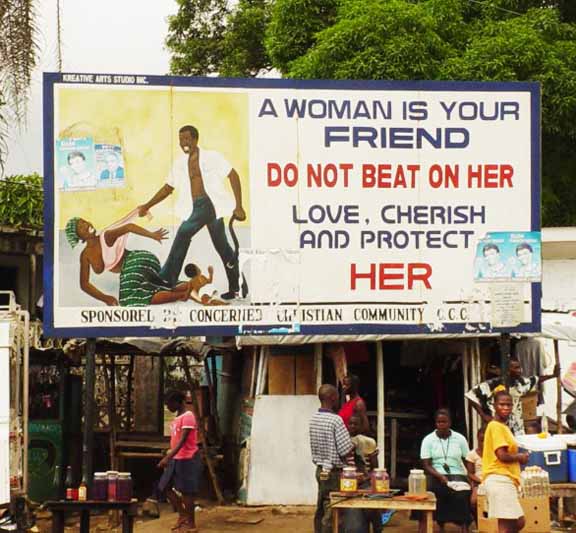 KREATIVE ARTS STUDIO INC.
A WOMAN IS YOUR
FRIEND
DO NOT BEAT ON HER
LOVE, CHERISH
AND PROTECT
HER
SPONSORED CONCERNED CHRISTIAN COMMUNITY C.C.C.